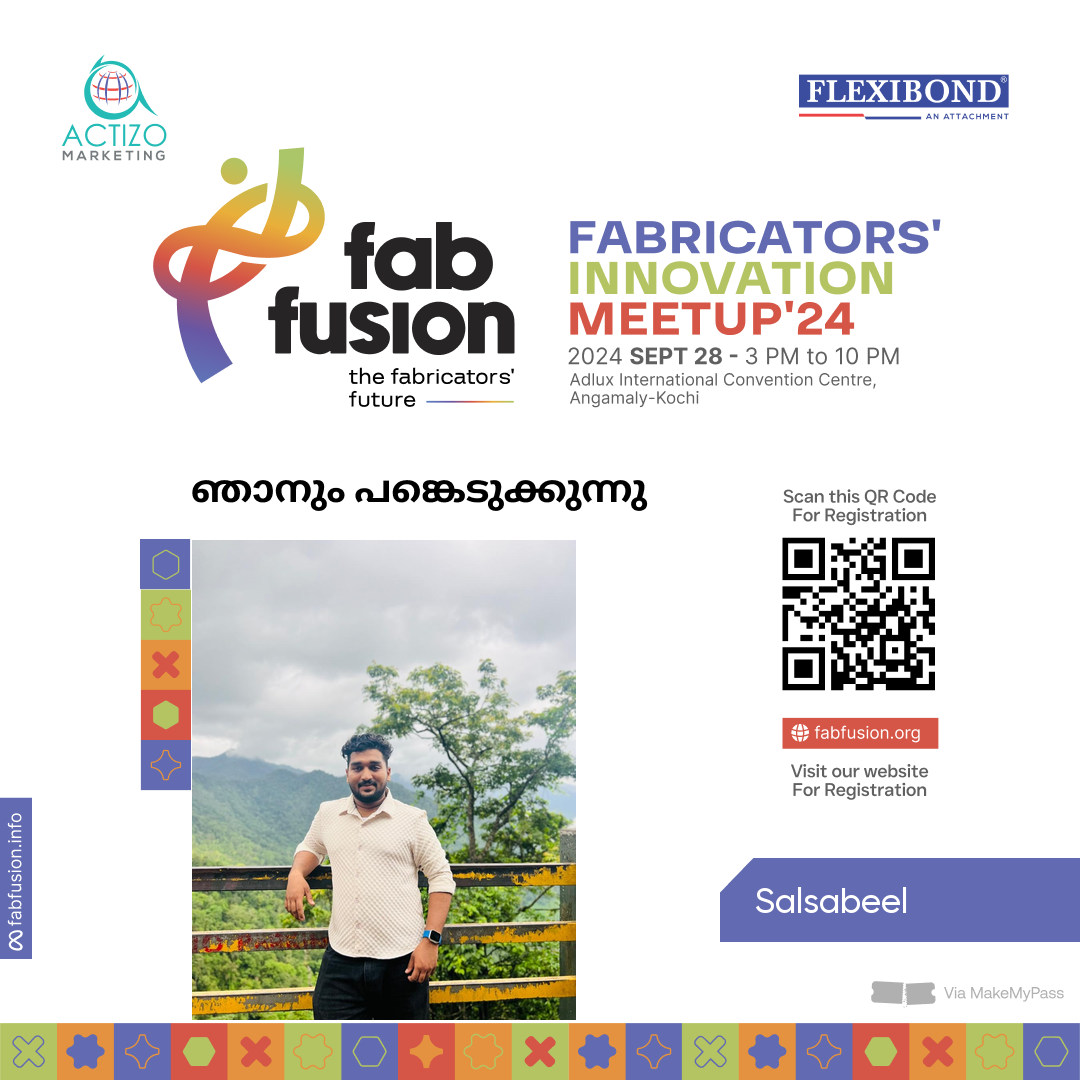 ACTIZO
MARKETING
FLEXIBOND®
AN ATTACHMENT
fab
fusion
the fabricators'
future
FABRICATORS'
INNOVATION
MEETUP'24
2024 SEPT 28 - 3 PM to 10 PM
Adlux International Convention Centre,
Angamaly-Kochi
ഞാനും പങ്കെടുക്കുന്നു
Scan this QR Code
For Registration
fabfusion.org
Visit our website
For Registration
fabfusion.info
Salsabeel
Via MakeMyPass